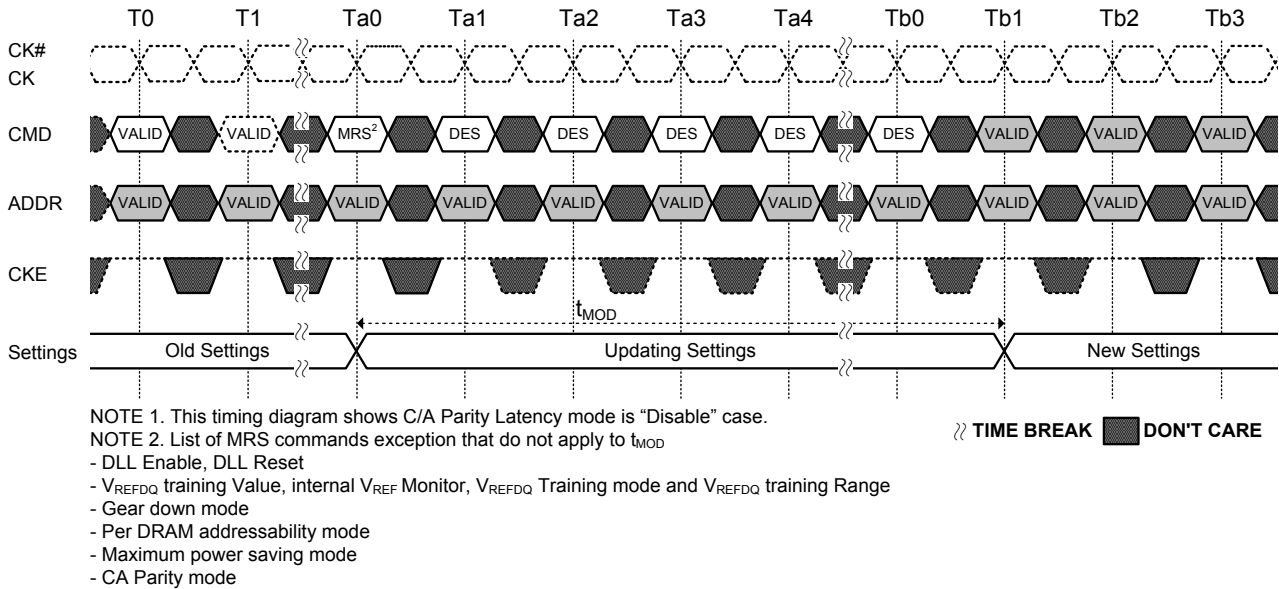 T0 T1 Ta0 Ta1 Ta2 Ta3 Ta4 Tb0 Tb1 Tb2 Tb3
CK#
CK
CMD VALID VALID MRS² DES DES DES DES DES VALID VALID VALID
ADDR VALID VALID VALID VALID VALID VALID VALID VALID VALID VALID VALID
CKE
tMOD
Settings Old Settings Updating Settings New Settings
NOTE 1. This timing diagram shows C/A Parity Latency mode is “Disable” case.
NOTE 2. List of MRS commands exception that do not apply to tMOD
TIME BREAK DON'T CARE
- DLL Enable, DLL Reset
- VREFDQ training Value, internal VREF Monitor, VREFDQ Training mode and VREFDQ training Range
- Gear down mode
- Per DRAM addressability mode
- Maximum power saving mode
- CA Parity mode